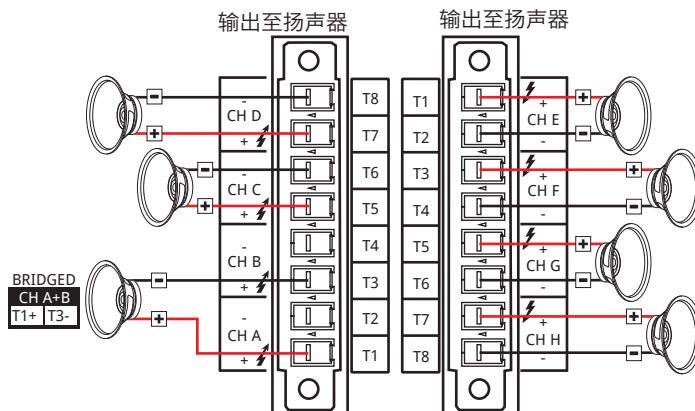 输出至扬声器
输出至扬声器
-
CH D
+
-
CH C
+
-
CH B
-
CH A
+
T8
T7
T6
T5
T4
T3
T2
T1
T1
T2
T3
T4
T5
T6
T7
T8
+
CH E
-
+
CH F
-
+
CH G
-
+
CH H
-
-
+
-
+
-
+
+
-
+
-
+
-
+
-
BRIDGED
CH A+B
T1+ T3-